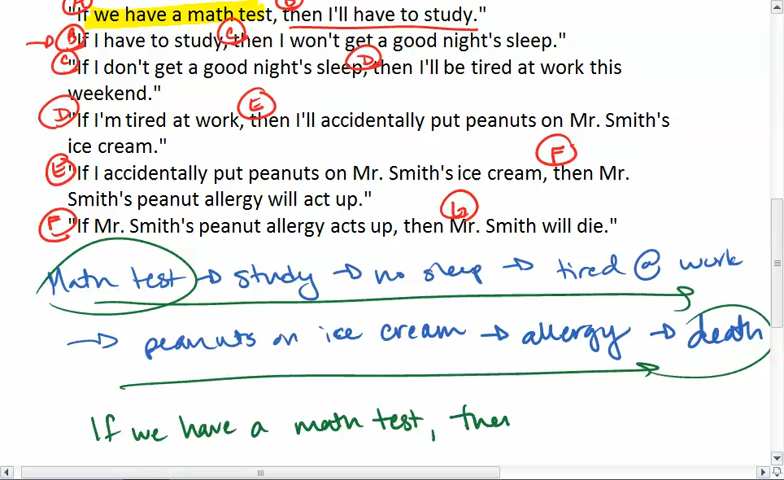 A B
"If we have a math test, then I'll have to study."
→ B "If I have to study, C then I won't get a good night's sleep."
C "If I don't get a good night's sleep, D then I'll be tired at work this
weekend."
D "If I'm tired at work, E then I'll accidentally put peanuts on Mr. Smith's
ice cream.”
E "If I accidentally put peanuts on Mr. Smith's ice cream, F then Mr.
Smith's peanut allergy will act up."
F "If Mr. Smith's peanut allergy acts up, then G Mr. Smith will die."
Math test → study → no sleep → tired @ work
→ peanuts on ice cream → allergy → death
If we have a math test, then